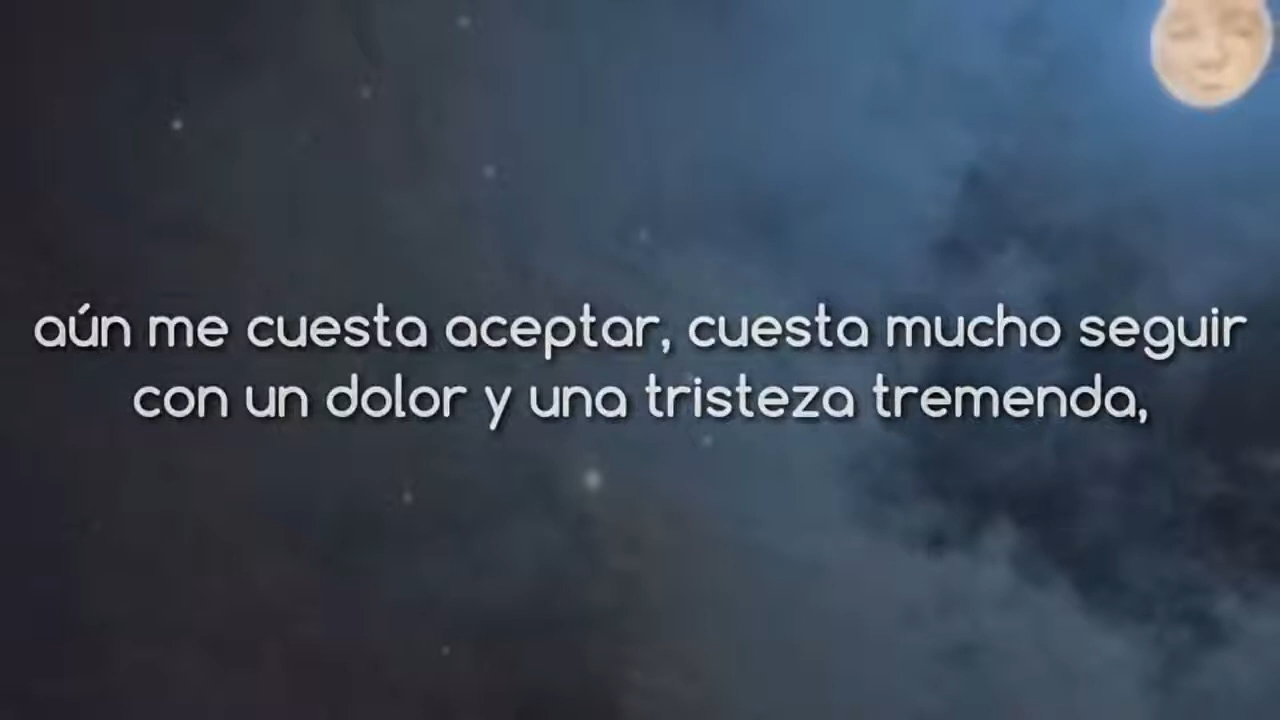 aún me cuesta aceptar, cuesta mucho seguir
con un dolor y una tristeza tremenda,